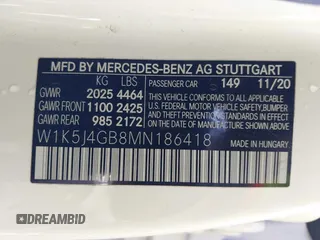 MFD BY MERCEDES-BENZ AG STUTTGART
KG LBS PASSENGER CAR 149 11/20
GVWR 2025 4464
GAWR FRONT 1100 2425
GAWR REAR 985 2172
THIS VEHICLE CONFORMS TO ALL APPLICABLE
U.S. FEDERAL MOTOR VEHICLE SAFETY, BUMPER,
AND THEFT PREVENTION STANDARDS IN EFFECT
ON THE DATE OF MANUFACTURE SHOWN ABOVE.
W1K5J4GB8MN186418
MADE IN HUNGARY
DREAMBID